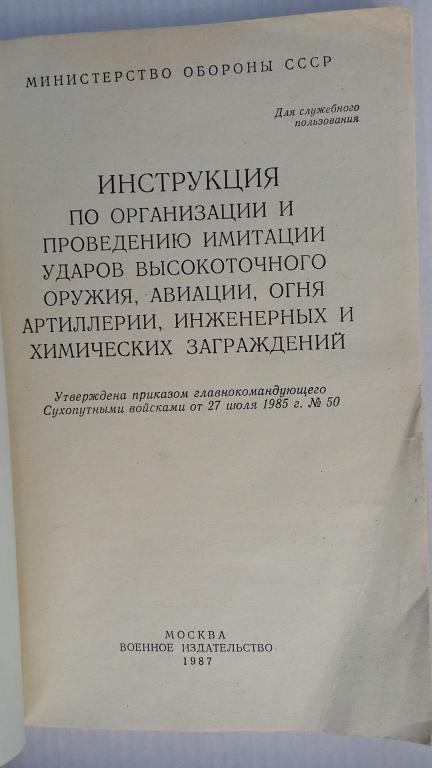 МИНИСТЕРСТВО ОБОРОНЫ СССР
Для служебного
пользования
ИНСТРУКЦИЯ
ПО ОРГАНИЗАЦИИ И
ПРОВЕДЕНИЮ ИМИТАЦИИ
УДАРОВ ВЫСОКОТОЧНОГО
ОРУЖИЯ, АВИАЦИИ, ОГНЯ
АРТИЛЛЕРИИ, ИНЖЕНЕРНЫХ И
ХИМИЧЕСКИХ ЗАГРАЖДЕНИЙ
Утверждена приказом главнокомандующего
Сухопутными войсками от 27 июля 1985 г. № 50
МОСКВА
ВОЕННОЕ ИЗДАТЕЛЬСТВО
1987